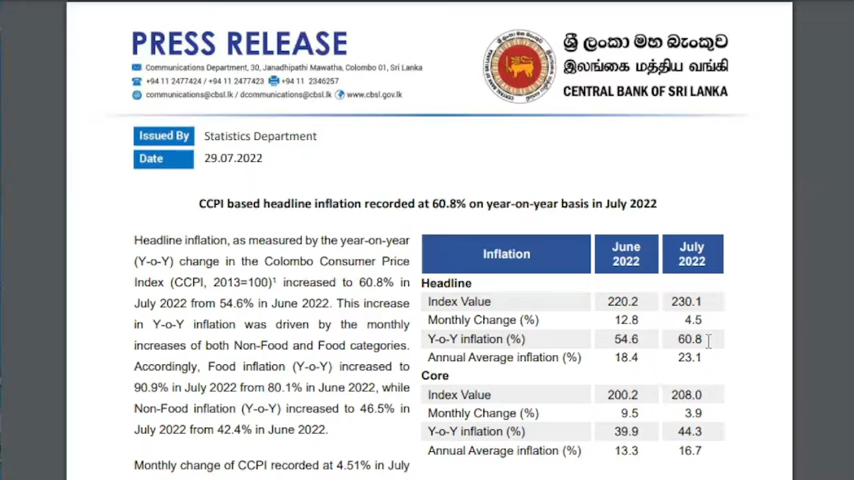 PRESS RELEASE
Communications Department, 30, Janadhipathi Mawatha, Colombo 01, Sri Lanka
+94 11 2477424 / +94 11 2477423 +94 11 2346257
communications@cbsl.lk / dcommunications@cbsl.lk www.cbsl.gov.lk
ශ්‍රී ලංකා මහ බැංකුව
இலங்கை மத்திய வங்கி
CENTRAL BANK OF SRI LANKA
Issued By Statistics Department
Date 29.07.2022
CCPI based headline inflation recorded at 60.8% on year-on-year basis in July 2022
Headline inflation, as measured by the year-on-year
(Y-o-Y) change in the Colombo Consumer Price
Index (CCPI, 2013=100)¹ increased to 60.8% in
July 2022 from 54.6% in June 2022. This increase
in Y-o-Y inflation was driven by the monthly
increases of both Non-Food and Food categories.
Accordingly, Food inflation (Y-o-Y) increased to
90.9% in July 2022 from 80.1% in June 2022, while
Non-Food inflation (Y-o-Y) increased to 46.5% in
July 2022 from 42.4% in June 2022.
Monthly change of CCPI recorded at 4.51% in July
Inflation June 2022 July 2022
Headline
Index Value 220.2 230.1
Monthly Change (%) 12.8 4.5
Y-o-Y inflation (%) 54.6 60.8
Annual Average inflation (%) 18.4 23.1
Core
Index Value 200.2 208.0
Monthly Change (%) 9.5 3.9
Y-o-Y inflation (%) 39.9 44.3
Annual Average inflation (%) 13.3 16.7